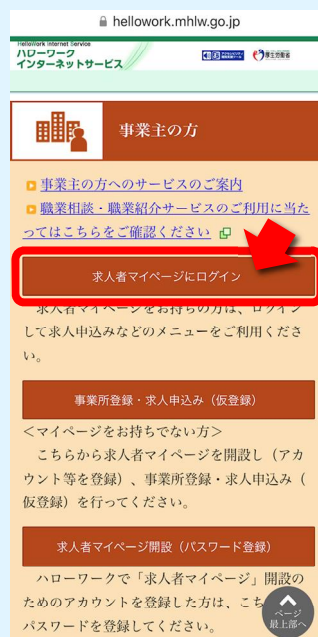 hellowork.mhlw.go.jp
HelloWork Internet Service
ハローワーク
インターネットサービス
厚生労働省
事業主の方
事業主の方へのサービスのご案内
職業相談・職業紹介サービスのご利用に当た
ってはこちらをご確認ください
求人者マイページにログイン
求人者マイページをお持ちの方は、ログイン
して求人申込みなどのメニューをご利用くださ
い。
事業所登録・求人申込み（仮登録）
＜マイページをお持ちでない方＞
こちらから求人者マイページを開設し（アカ
ウント等を登録）、事業所登録・求人申込み（
仮登録）を行ってください。
求人者マイページ開設（パスワード登録）
ハローワークで「求人者マイページ」開設の
ためのアカウントを登録した方は、こち
パスワードを登録してください。
ページ
最上部へ